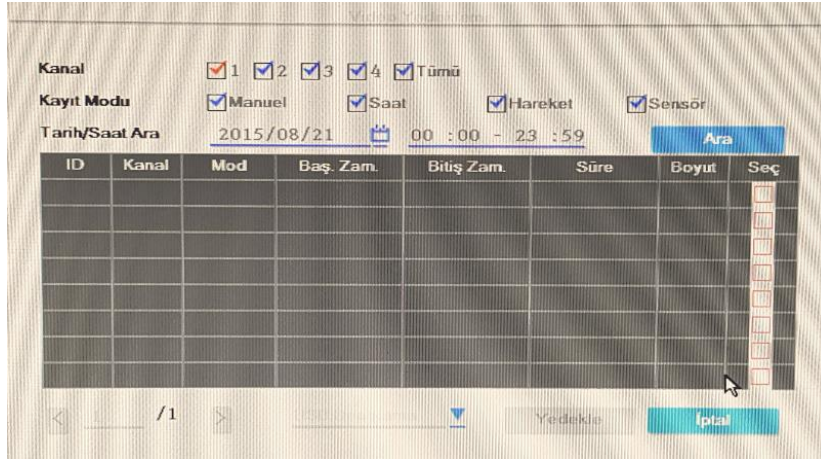 Kanal 1 2 3 4 Tümü
Kayıt Modu Manuel Saat Hareket Sensör
Tarih/Saat Ara 2015/08/21 00 :00 - 23 :59 Ara
ID Kanal Mod Baş. Zam. Bitiş Zam. Süre Boyut Seç
< /1 > Yedekle İptal